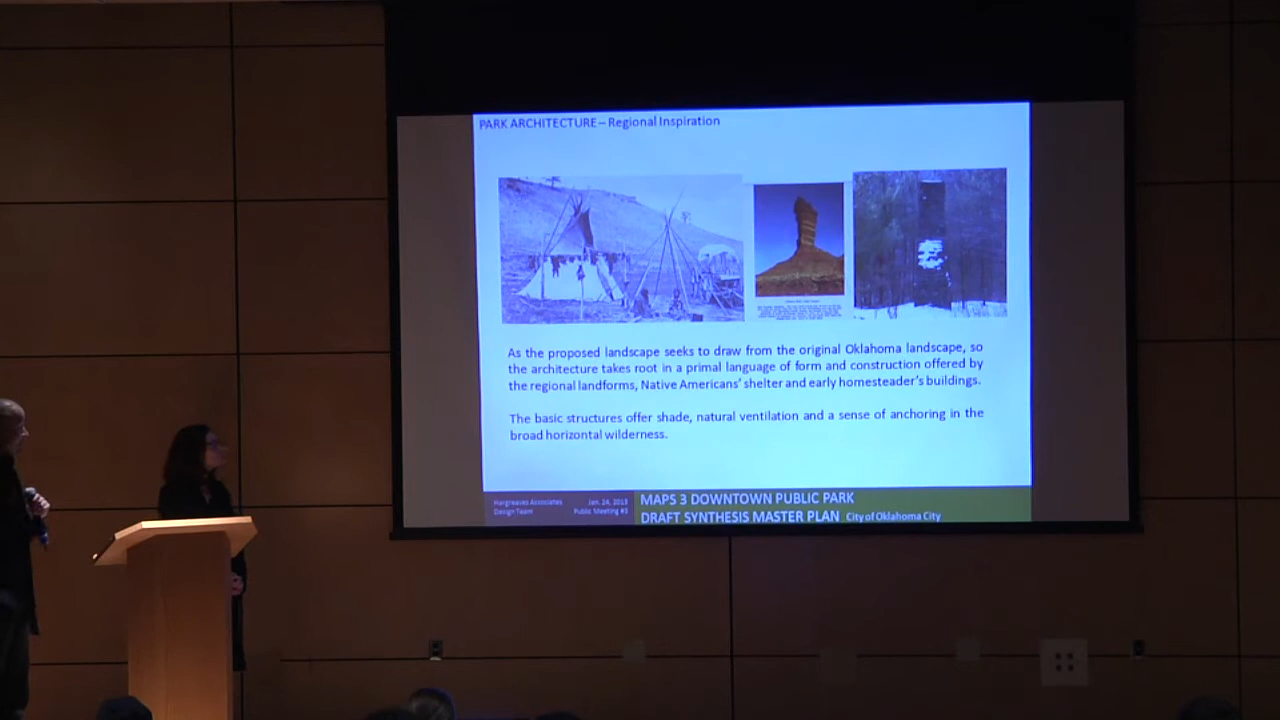 PARK ARCHITECTURE – Regional Inspiration
As the proposed landscape seeks to draw from the original Oklahoma landscape, so
the architecture takes root in a primal language of form and construction offered by
the regional landforms, Native Americans' shelter and early homesteader's buildings.
The basic structures offer shade, natural ventilation and a sense of anchoring in the
broad horizontal wilderness.
Hargreaves Associates
Design Team
Jan. 24, 2013
Public Meeting #3
MAPS 3 DOWNTOWN PUBLIC PARK
DRAFT SYNTHESIS MASTER PLAN City of Oklahoma City